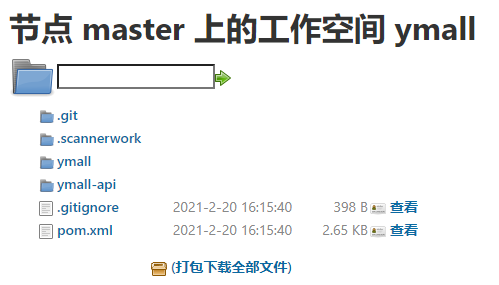 节点 master 上的工作空间 ymall
.git
.scannerwork
ymall
ymall-api
.gitignore 2021-2-20 16:15:40 398 B 查看
pom.xml 2021-2-20 16:15:40 2.65 KB 查看
(打包下载全部文件)